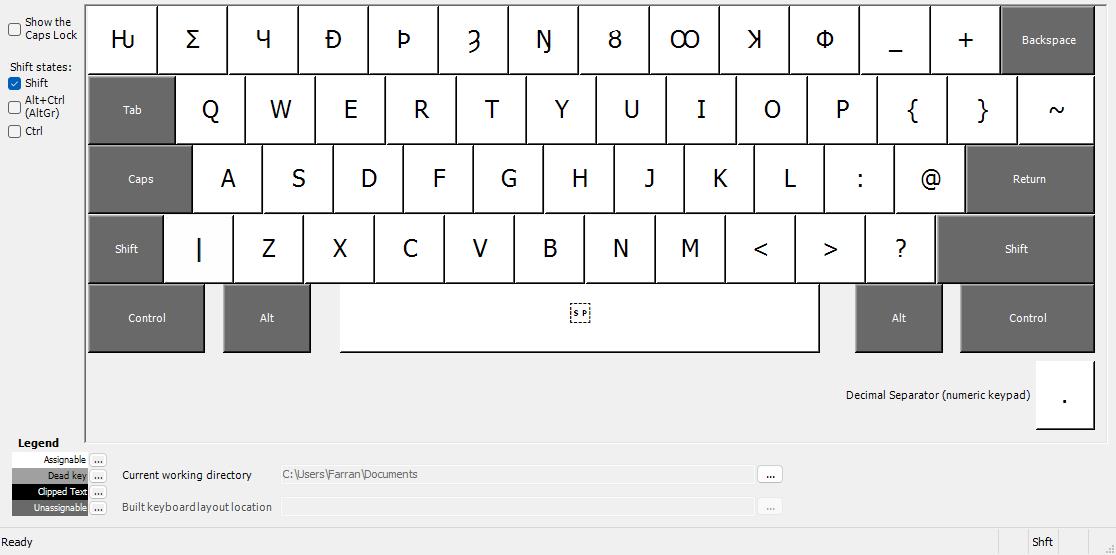 Show the
Caps Lock
Shift states:
Shift
Alt+Ctrl
(AltGr)
Ctrl
Ƕ Σ Ч Đ Þ Ȝ Ŋ Ȣ Ꝏ ꓘ Ф _ + Backspace
Tab Q W E R T Y U I O P { } ~
Caps A S D F G H J K L : @ Return
Shift | Z X C V B N M < > ? Shift
Control Alt SP Alt Control
Decimal Separator (numeric keypad) .
Legend
Assignable ...
Dead key ...
Clipped Text ...
Unassignable ...
Current working directory C:\Users\Farran\Documents ...
Built keyboard layout location ...
Ready Shft